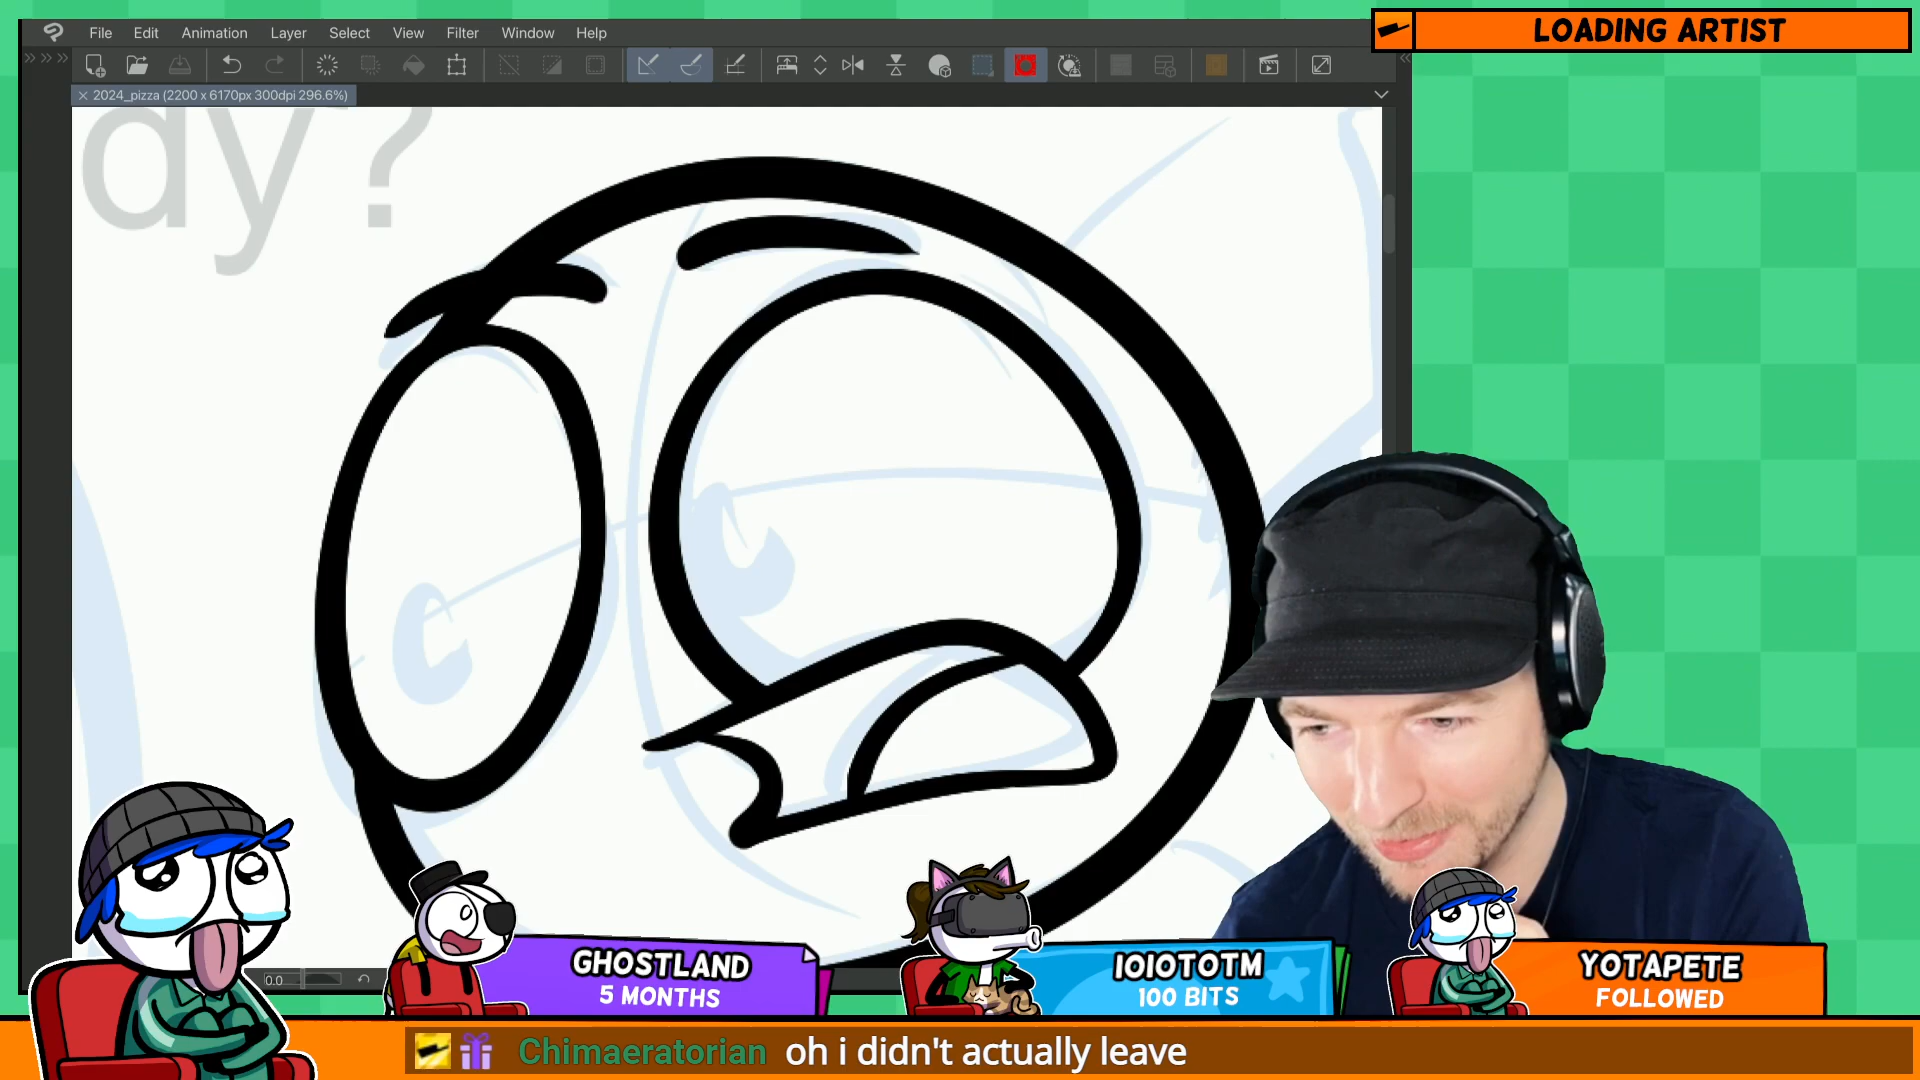 LOADING ARTIST
File Edit Animation Layer Select View Filter Window Help
2024_pizza (2200 x 6170px 300dpi 296.6%)
dy?
0.0
GHOSTLAND
5 MONTHS
IOIOTOTM
100 BITS
YOTAPETE
FOLLOWED
Chimaeratorian oh i didn't actually leave